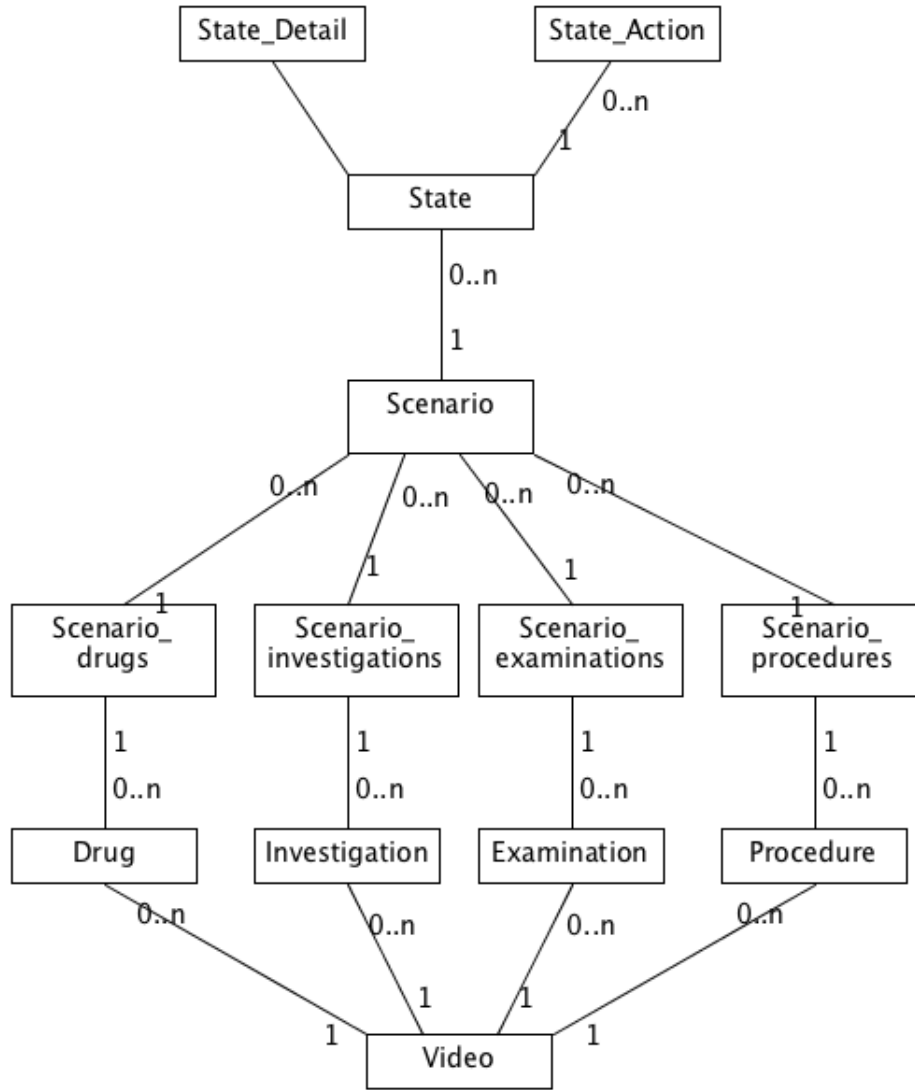 State_Detail
State_Action
0..n
1
State
0..n
1
Scenario
0..n
0..n
0..n
0..n
1
1
1
1
Scenario_
drugs
Scenario_
investigations
Scenario_
examinations
Scenario_
procedures
1
1
1
1
0..n
0..n
0..n
0..n
Drug
Investigation
Examination
Procedure
0..n
0..n
0..n
0..n
1
1
1
1
Video